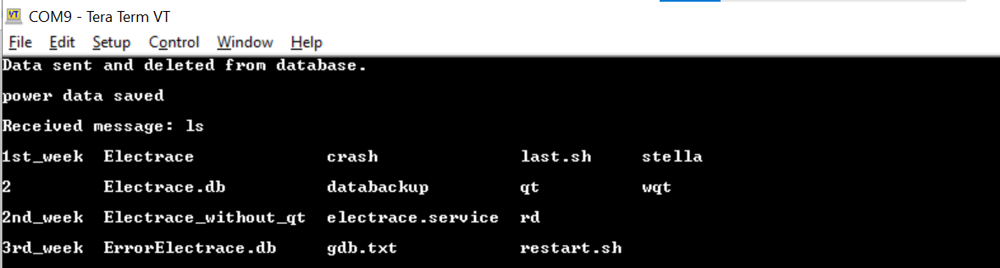 VT COM9 - Tera Term VT
File Edit Setup Control Window Help
Data sent and deleted from database.
power data saved
Received message: ls
1st_week Electrace crash last.sh stella
2 Electrace.db databackup qt wqt
2nd_week Electrace_without_qt electrace.service rd
3rd_week ErrorElectrace.db gdb.txt restart.sh